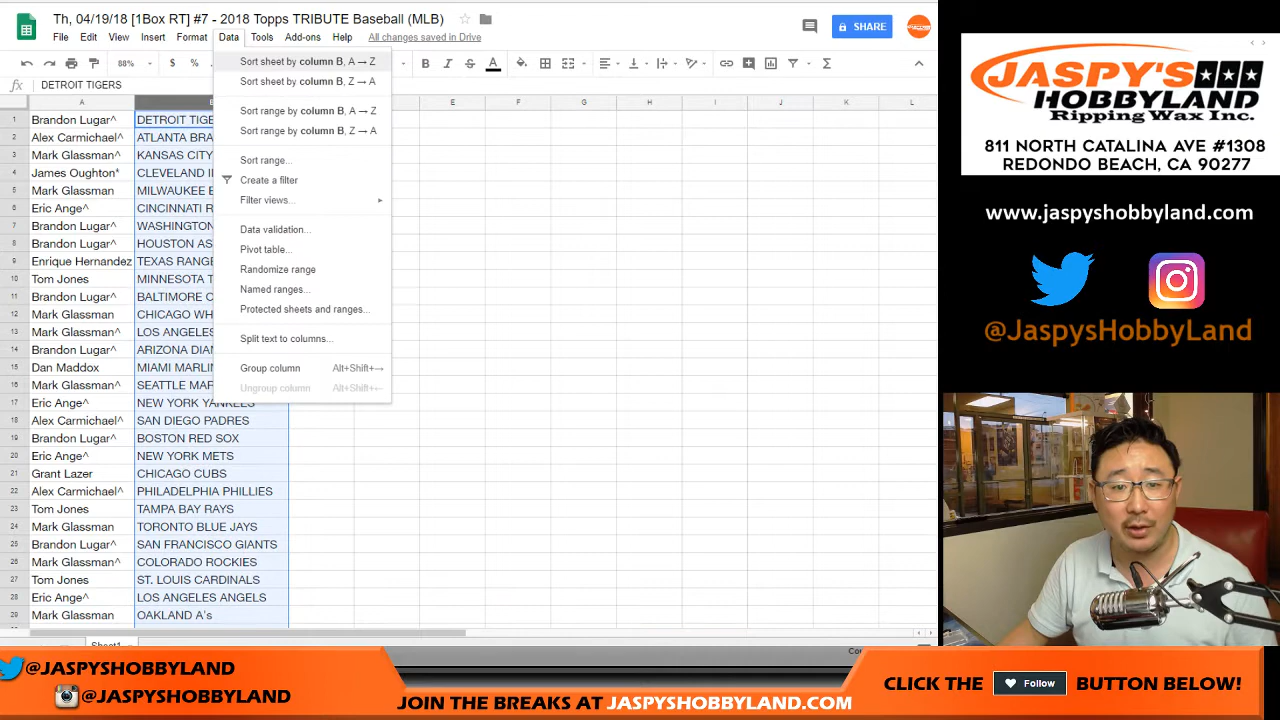 Th, 04/19/18 [1Box RT] #7 - 2018 Topps TRIBUTE Baseball (MLB)
File Edit View Insert Format Data Tools Add-ons Help All changes saved in Drive
SHARE
88% $ %
fx DETROIT TIGERS
A E F G H I J K L
1 Brandon Lugar^ DETROIT TIGE
2 Alex Carmichael^ ATLANTA BRA
3 Mark Glassman^ KANSAS CITY
4 James Oughton* CLEVELAND I
5 Mark Glassman MILWAUKEE B
6 Eric Ange^ CINCINNATI R
7 Brandon Lugar^ WASHINGTON
8 Brandon Lugar^ HOUSTON AS
9 Enrique Hernandez TEXAS RANGE
10 Tom Jones MINNESOTA T
11 Brandon Lugar^ BALTIMORE O
12 Mark Glassman^ CHICAGO WH
13 Mark Glassman^ LOS ANGELES
14 Brandon Lugar^ ARIZONA DIAN
15 Dan Maddox MIAMI MARLIN
16 Mark Glassman^ SEATTLE MAR
17 Eric Ange^ NEW YORK YANKEES
18 Alex Carmichael^ SAN DIEGO PADRES
19 Brandon Lugar^ BOSTON RED SOX
20 Eric Ange^ NEW YORK METS
21 Grant Lazer CHICAGO CUBS
22 Alex Carmichael^ PHILADELPHIA PHILLIES
23 Tom Jones TAMPA BAY RAYS
24 Mark Glassman TORONTO BLUE JAYS
25 Brandon Lugar^ SAN FRANCISCO GIANTS
26 Mark Glassman^ COLORADO ROCKIES
27 Tom Jones ST. LOUIS CARDINALS
28 Eric Ange^ LOS ANGELES ANGELS
29 Mark Glassman OAKLAND A's
Sheet1
Sort sheet by column B, A → Z
Sort sheet by column B, Z → A
Sort range by column B, A → Z
Sort range by column B, Z → A
Sort range...
Create a filter
Filter views...
Data validation...
Pivot table...
Randomize range
Named ranges...
Protected sheets and ranges...
Split text to columns...
Group column Alt+Shift+→
Ungroup column Alt+Shift+←
JASPY'S
HOBBYLAND
Ripping Wax Inc.
811 NORTH CATALINA AVE #1308
REDONDO BEACH, CA 90277
www.jaspyshobbyland.com
@JaspysHobbyLand
@JASPYSHOBBYLAND
@JASPYSHOBBYLAND
JOIN THE BREAKS AT JASPYSHOBBYLAND.COM
CLICK THE Follow BUTTON BELOW!